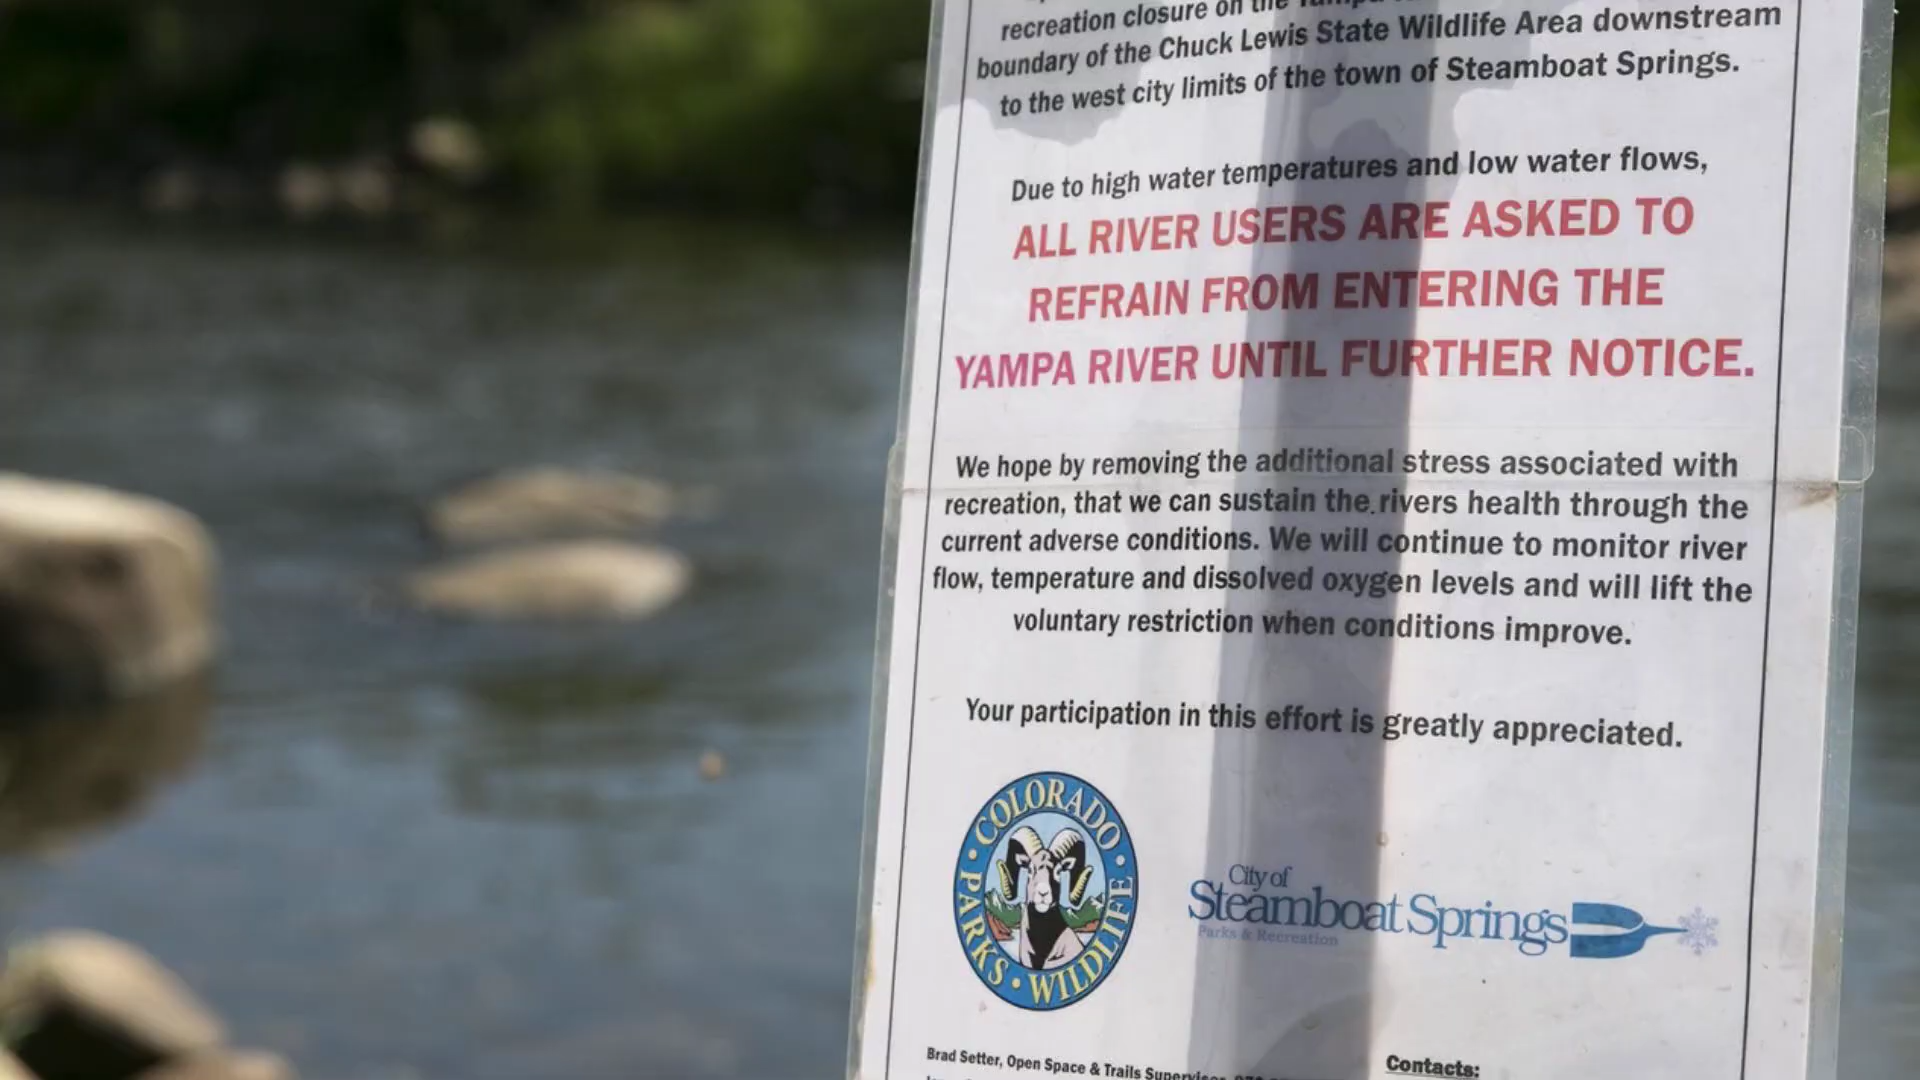 recreation closure on the Yampa
boundary of the Chuck Lewis State Wildlife Area downstream
to the west city limits of the town of Steamboat Springs.
Due to high water temperatures and low water flows,
ALL RIVER USERS ARE ASKED TO
REFRAIN FROM ENTERING THE
YAMPA RIVER UNTIL FURTHER NOTICE.
We hope by removing the additional stress associated with
recreation, that we can sustain the rivers health through the
current adverse conditions. We will continue to monitor river
flow, temperature and dissolved oxygen levels and will lift the
voluntary restriction when conditions improve.
Your participation in this effort is greatly appreciated.
COLORADO
PARKS • WILDLIFE
City of
Steamboat Springs
Parks & Recreation
Contacts:
Brad Setter, Open Space & Trails Supervisor